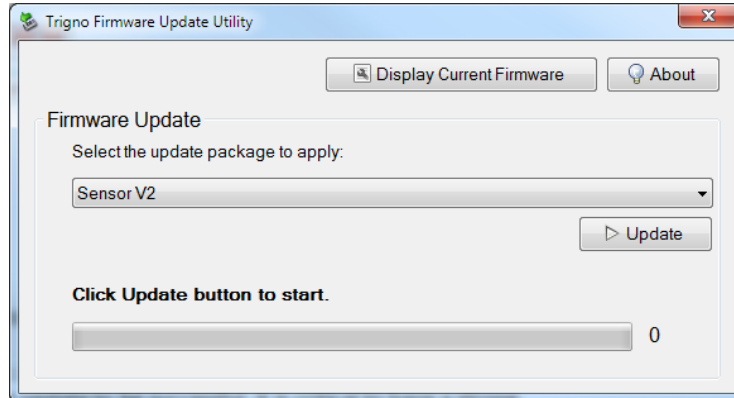 Trigno Firmware Update Utility
Display Current Firmware
About
Firmware Update
Select the update package to apply:
Sensor V2
Update
Click Update button to start.
0